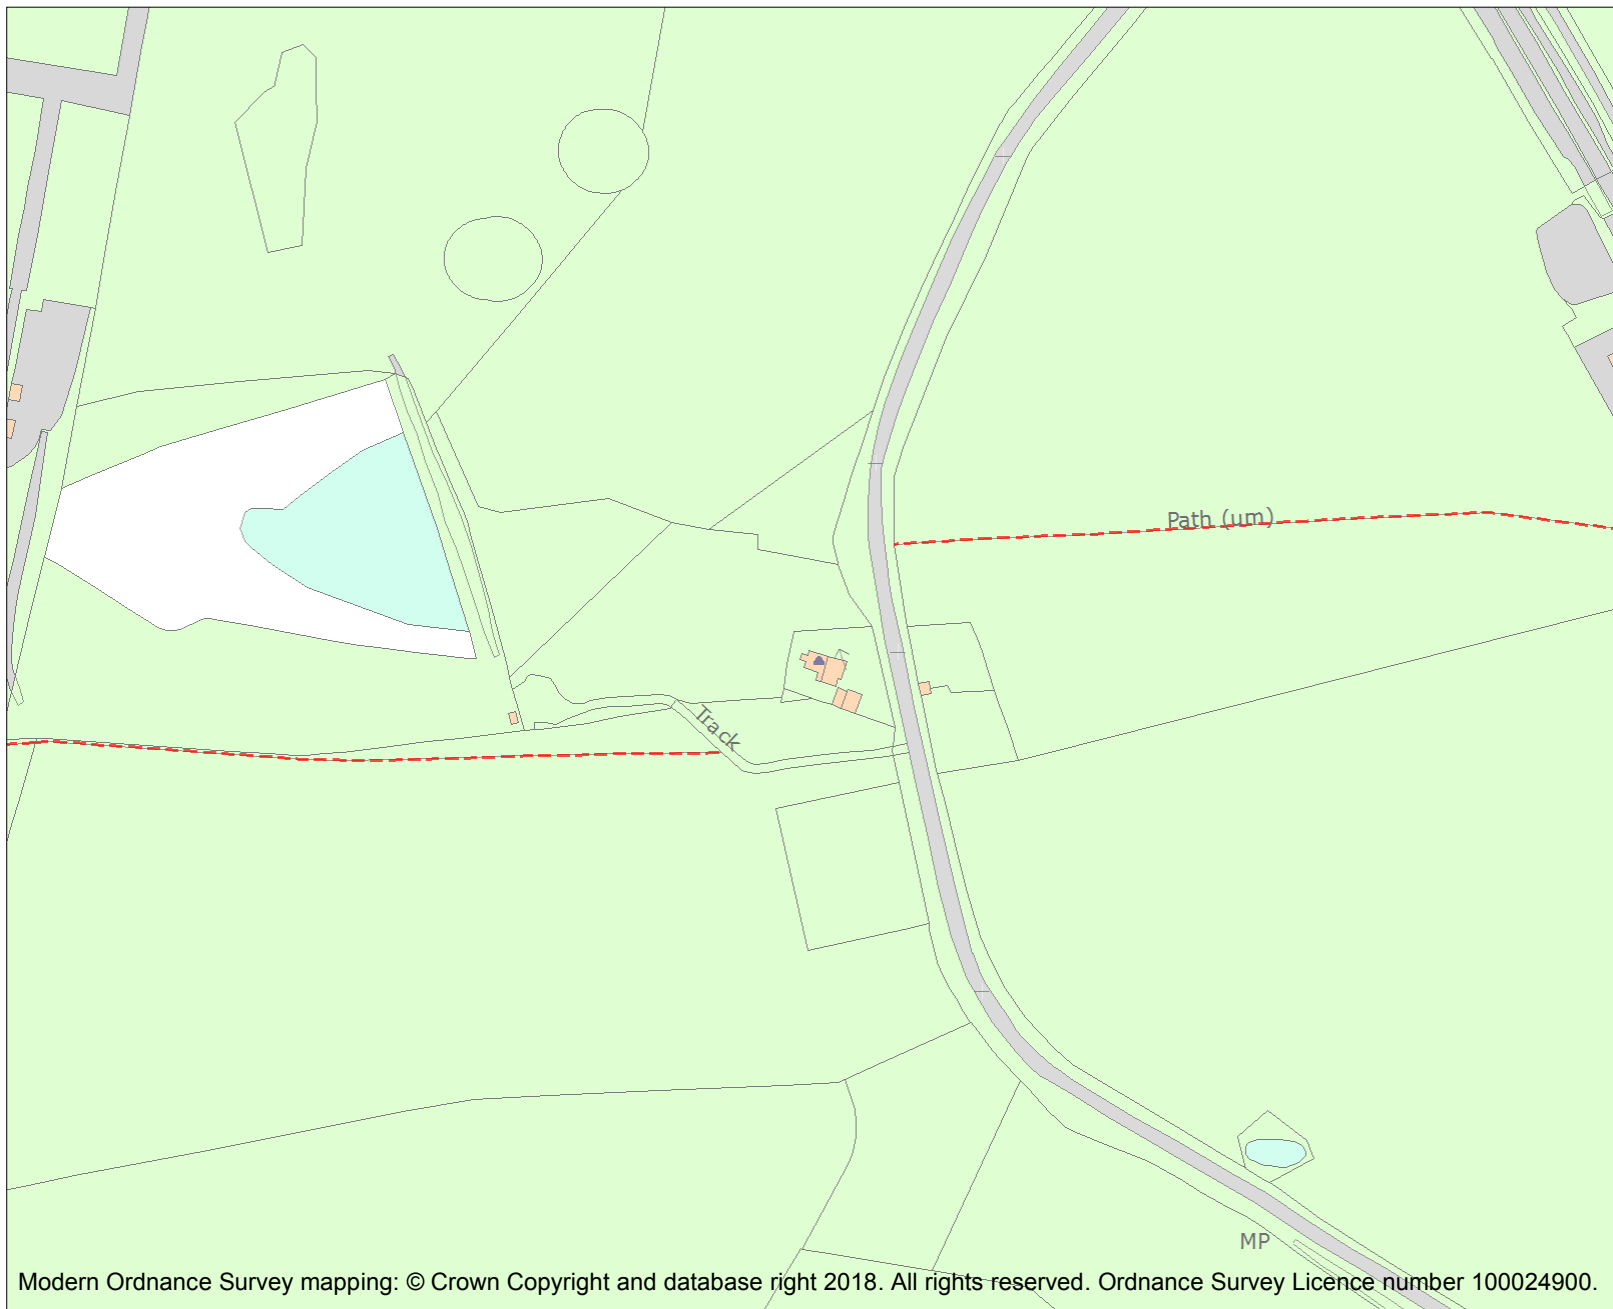 Path (um)
Track
MP
Modern Ordnance Survey mapping: © Crown Copyright and database right 2018. All rights reserved. Ordnance Survey Licence number 100024900.